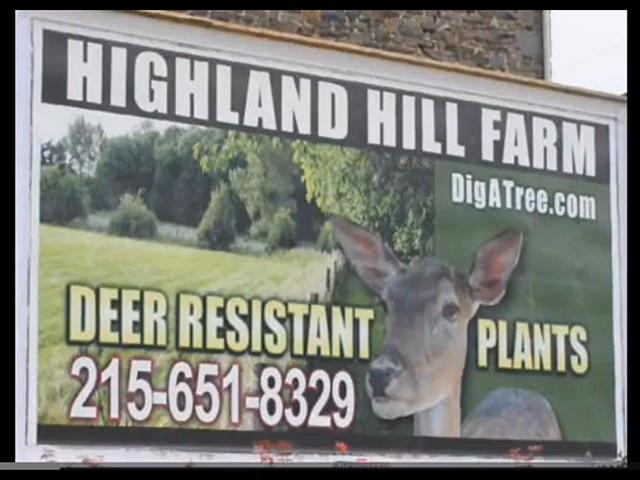 HIGHLAND HILL FARM
DigATree.com
DEER RESISTANT PLANTS
215-651-8329